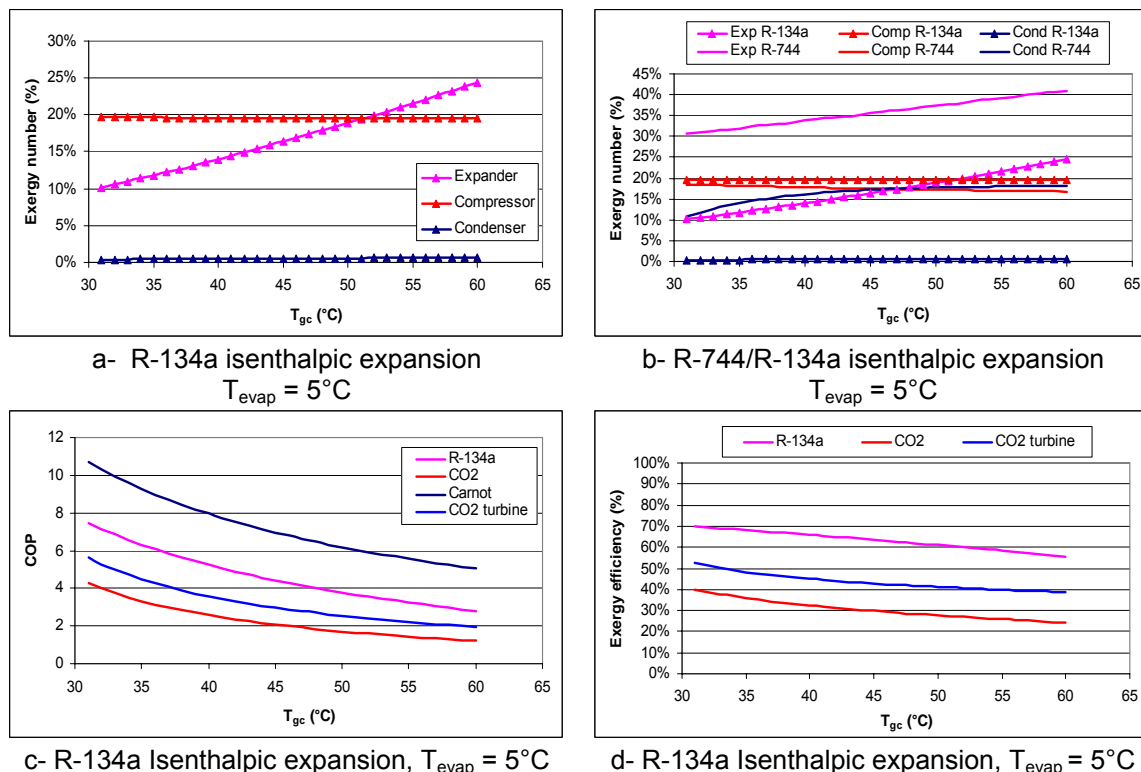 30%
25%
20%
15%
10%
5%
0%
Exergy number (%)
Expander
Compressor
Condenser
30 35 40 45 50 55 60 65
Tgc (°C)
a- R-134a isenthalpic expansion
Tevap = 5°C
Exp R-134a Comp R-134a Cond R-134a
Exp R-744 Comp R-744 Cond R-744
45%
40%
35%
30%
25%
20%
15%
10%
5%
0%
Exergy number (%)
30 35 40 45 50 55 60 65
Tgc (°C)
b- R-744/R-134a isenthalpic expansion
Tevap = 5°C
12
10
8
6
4
2
0
COP
R-134a
CO2
Carnot
CO2 turbine
30 35 40 45 50 55 60 65
Tgc (°C)
c- R-134a Isenthalpic expansion, Tevap = 5°C
R-134a CO2 CO2 turbine
100%
90%
80%
70%
60%
50%
40%
30%
20%
10%
0%
Exergy efficiency (%)
30 35 40 45 50 55 60 65
Tgc (°C)
d- R-134a Isenthalpic expansion, Tevap = 5°C